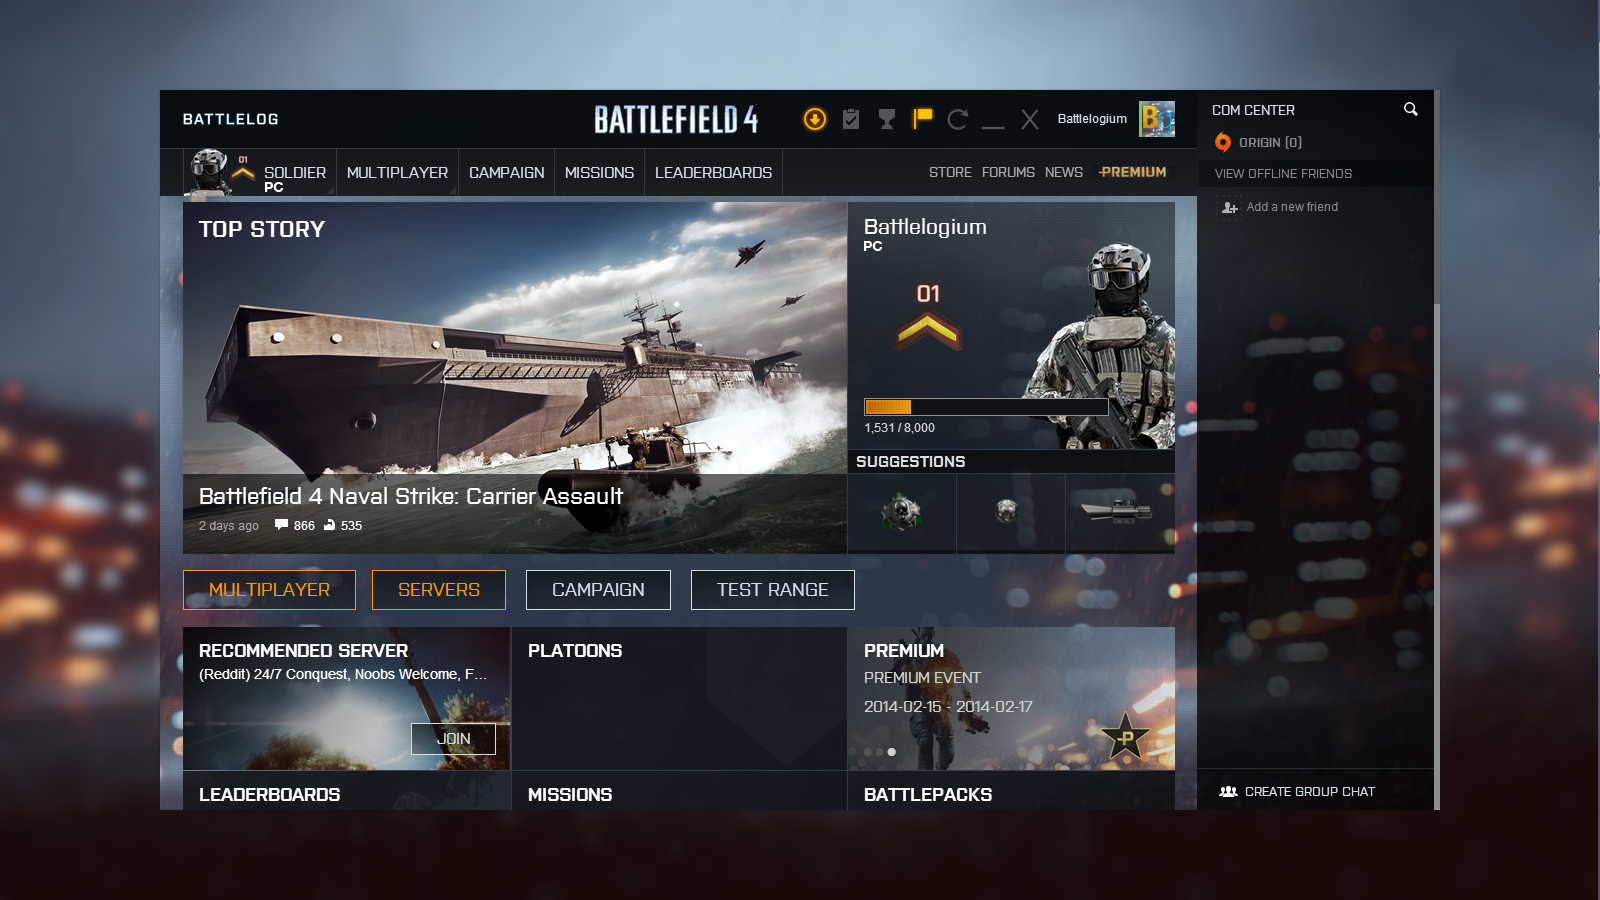 BATTLELOG
BATTLEFIELD 4
Battlelogium
B
01
SOLDIER
PC
MULTIPLAYER
CAMPAIGN
MISSIONS
LEADERBOARDS
STORE
FORUMS
NEWS
PREMIUM
COM CENTER
ORIGIN (0)
VIEW OFFLINE FRIENDS
Add a new friend
TOP STORY
Battlefield 4 Naval Strike: Carrier Assault
2 days ago 866 535
Battlelogium
PC
01
1,531 / 8,000
SUGGESTIONS
MULTIPLAYER
SERVERS
CAMPAIGN
TEST RANGE
RECOMMENDED SERVER
(Reddit) 24/7 Conquest, Noobs Welcome, F...
JOIN
PLATOONS
PREMIUM
PREMIUM EVENT
2014-02-15 - 2014-02-17
P
LEADERBOARDS
MISSIONS
BATTLEPACKS
CREATE GROUP CHAT